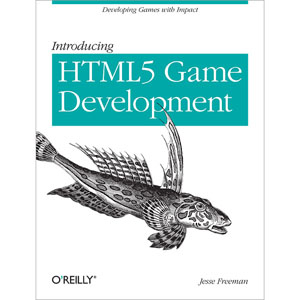 Developing Games with Impact
Introducing
HTML5 Game
Development
O'REILLY®
Jesse Freeman